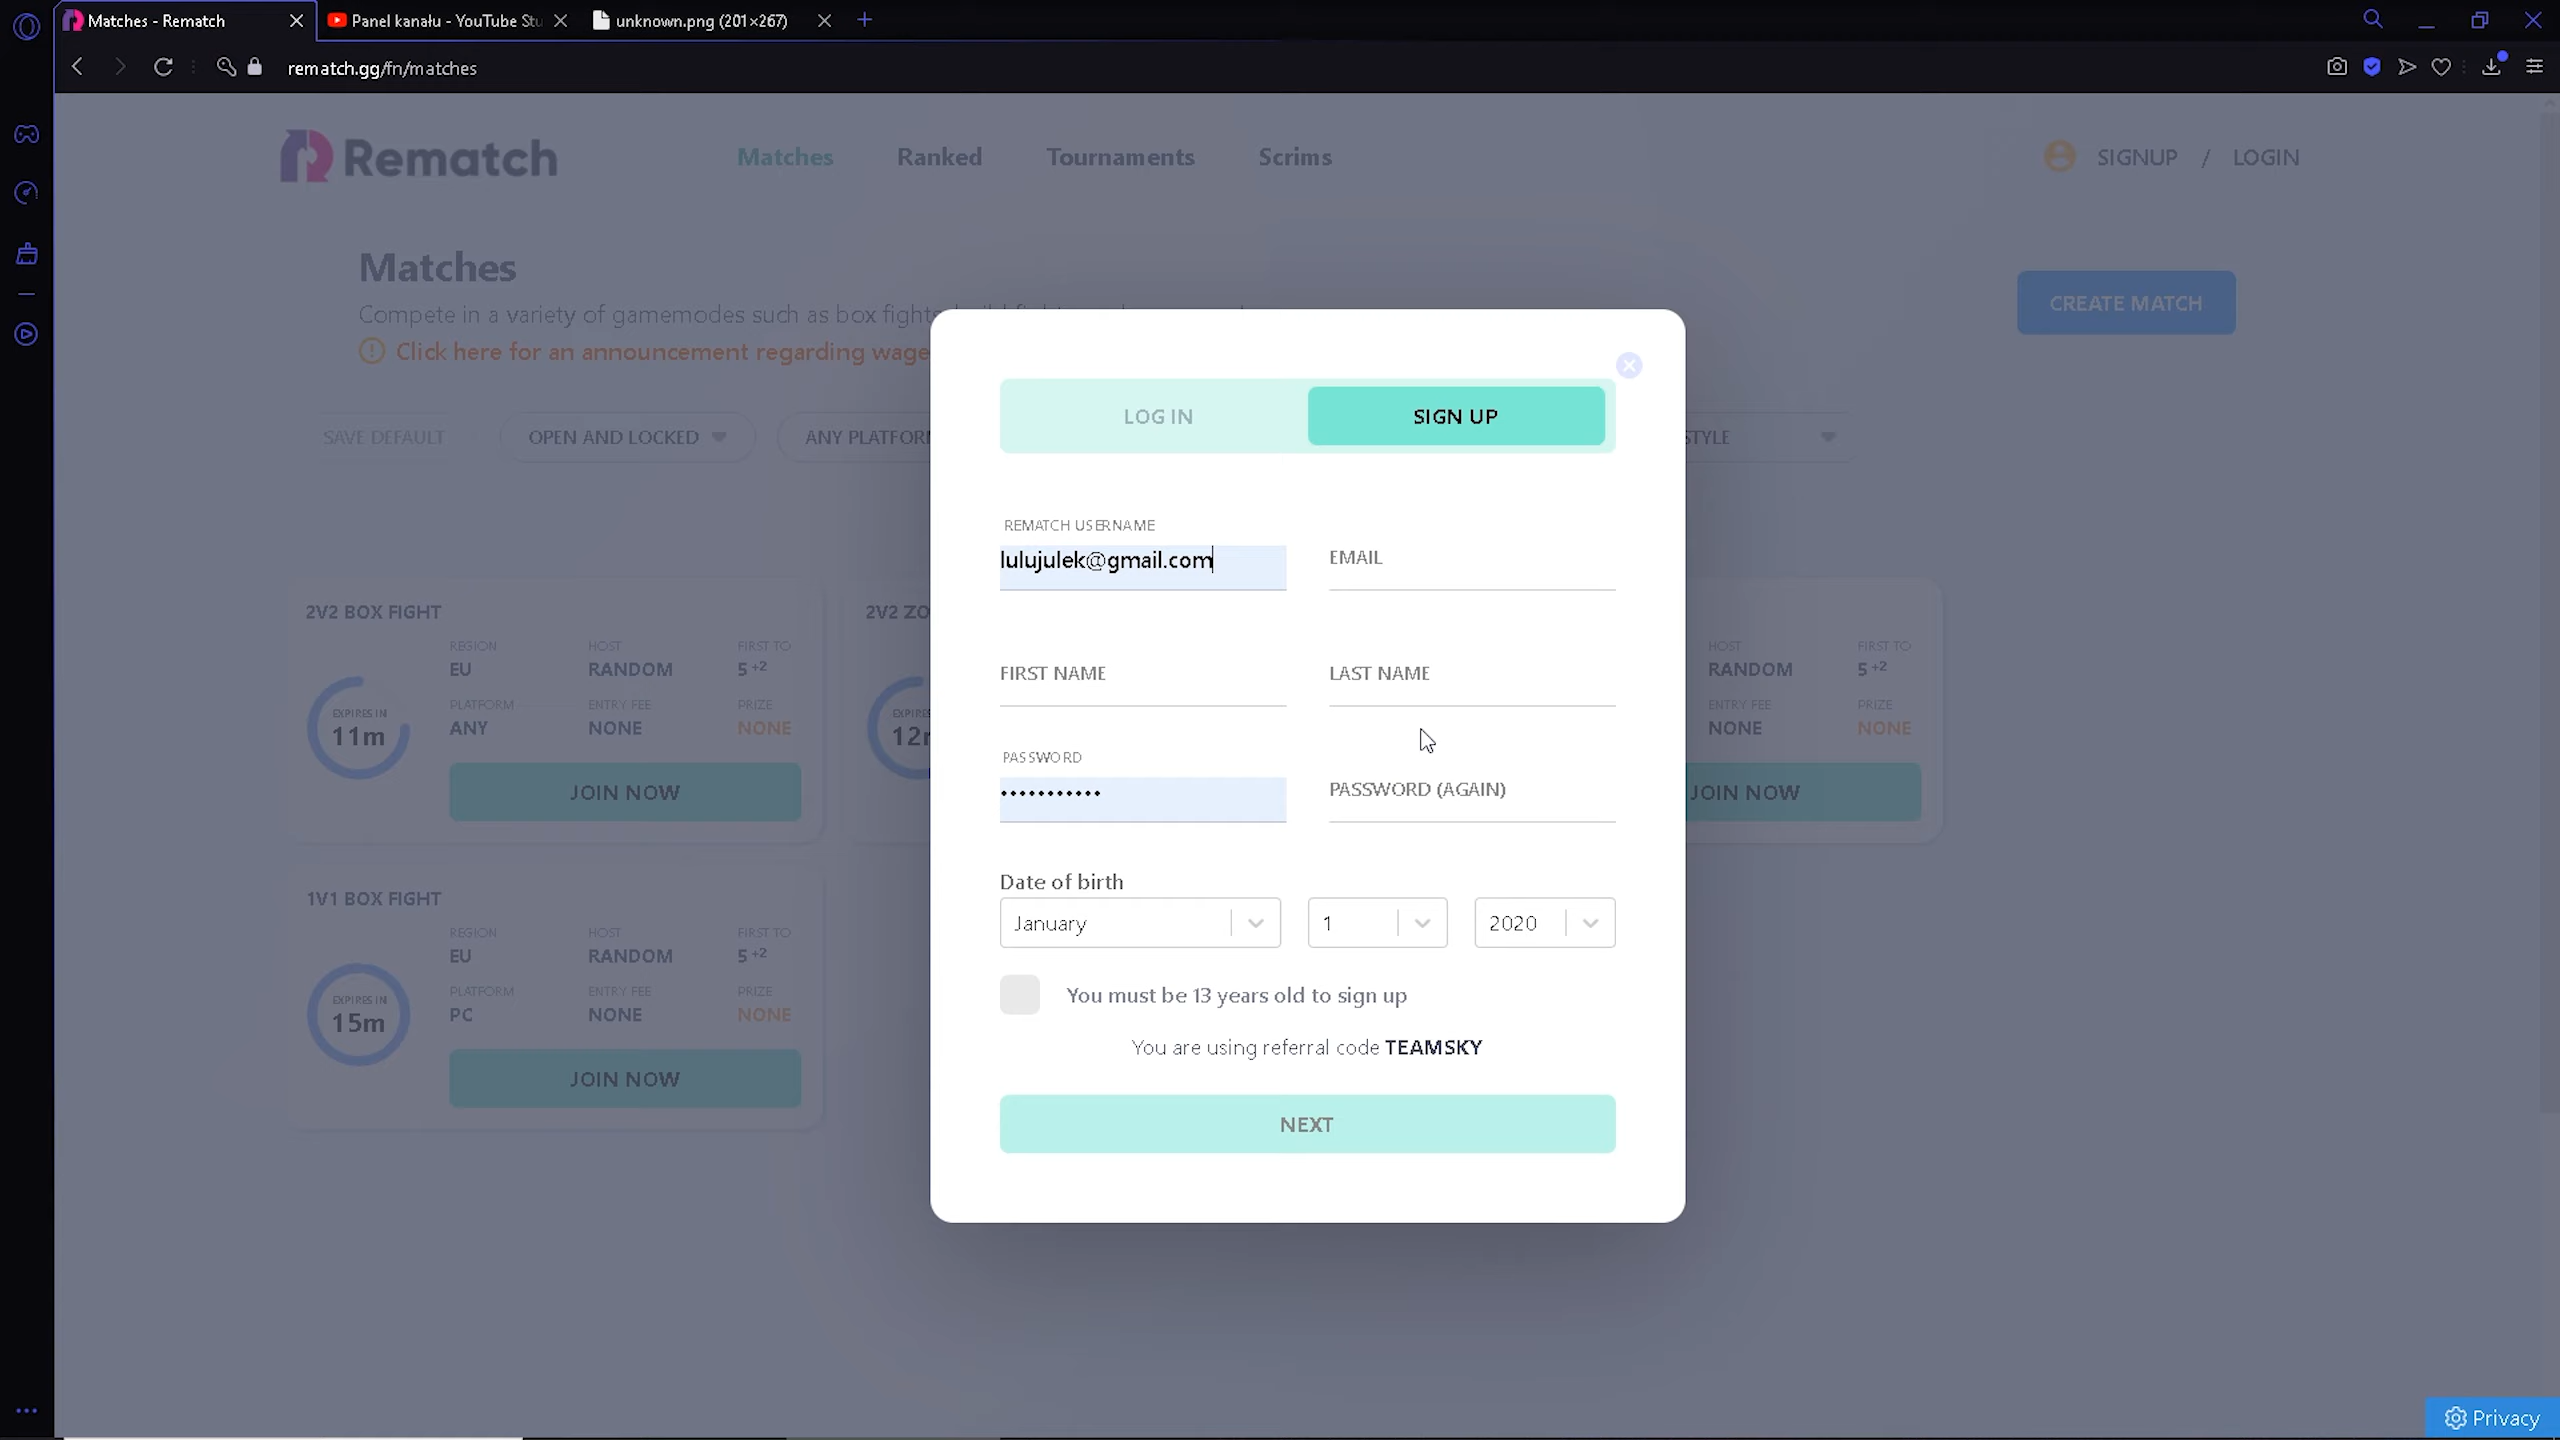 Matches - Rematch
Panel kanału - YouTube Stu
unknown.png (201×267)
rematch.gg/fn/matches
Rematch
Matches
Ranked
Tournaments
Scrims
SIGNUP / LOGIN
Matches
Compete in a variety of gamemodes such as box fights
CREATE MATCH
Click here for an announcement regarding wage
SAVE DEFAULT
OPEN AND LOCKED
ANY PLATFORM
STYLE
LOG IN
SIGN UP
REMATCH USERNAME
lulujulek@gmail.com
EMAIL
FIRST NAME
LAST NAME
PASSWORD
•••••••••••
PASSWORD (AGAIN)
Date of birth
January
1
2020
You must be 13 years old to sign up
You are using referral code TEAMSKY
NEXT
2V2 BOX FIGHT
REGION
EU
HOST
RANDOM
FIRST TO
5 +2
EXPIRES IN
11m
PLATFORM
ANY
ENTRY FEE
NONE
PRIZE
NONE
JOIN NOW
2V2 ZO
EXPIRE
12m
HOST
RANDOM
FIRST TO
5 +2
ENTRY FEE
NONE
PRIZE
NONE
JOIN NOW
1V1 BOX FIGHT
REGION
EU
HOST
RANDOM
FIRST TO
5 +2
EXPIRES IN
15m
PLATFORM
PC
ENTRY FEE
NONE
PRIZE
NONE
JOIN NOW
Privacy